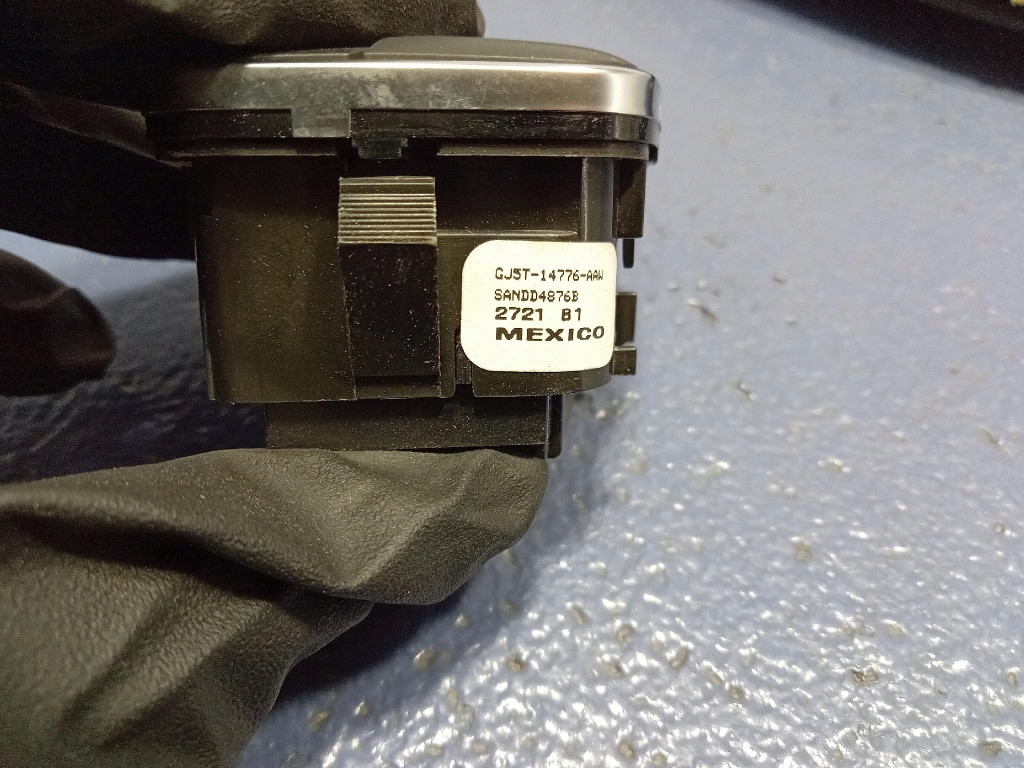 GJ5T-14776-AAW
SANDD4876B
2721 B1
MEXICO